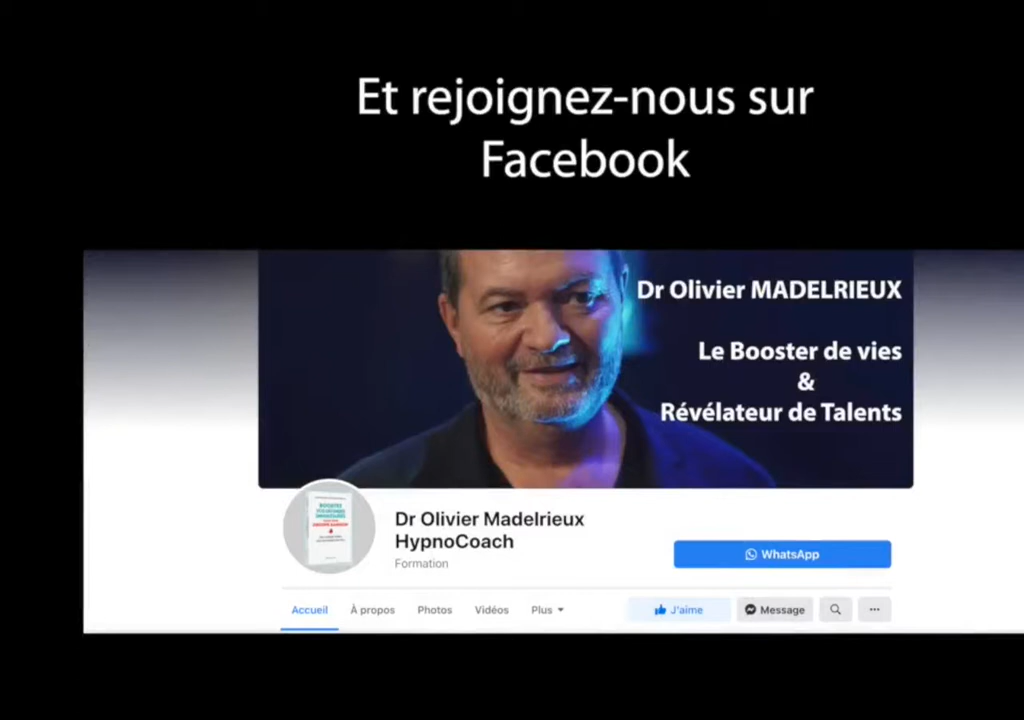 Et rejoignez-nous sur
Facebook
Dr Olivier MADELRIEUX
Le Booster de vies
&
Révélateur de Talents
Dr Olivier Madelrieux
HypnoCoach
Formation
WhatsApp
Accueil À propos Photos Vidéos Plus
J'aime Message